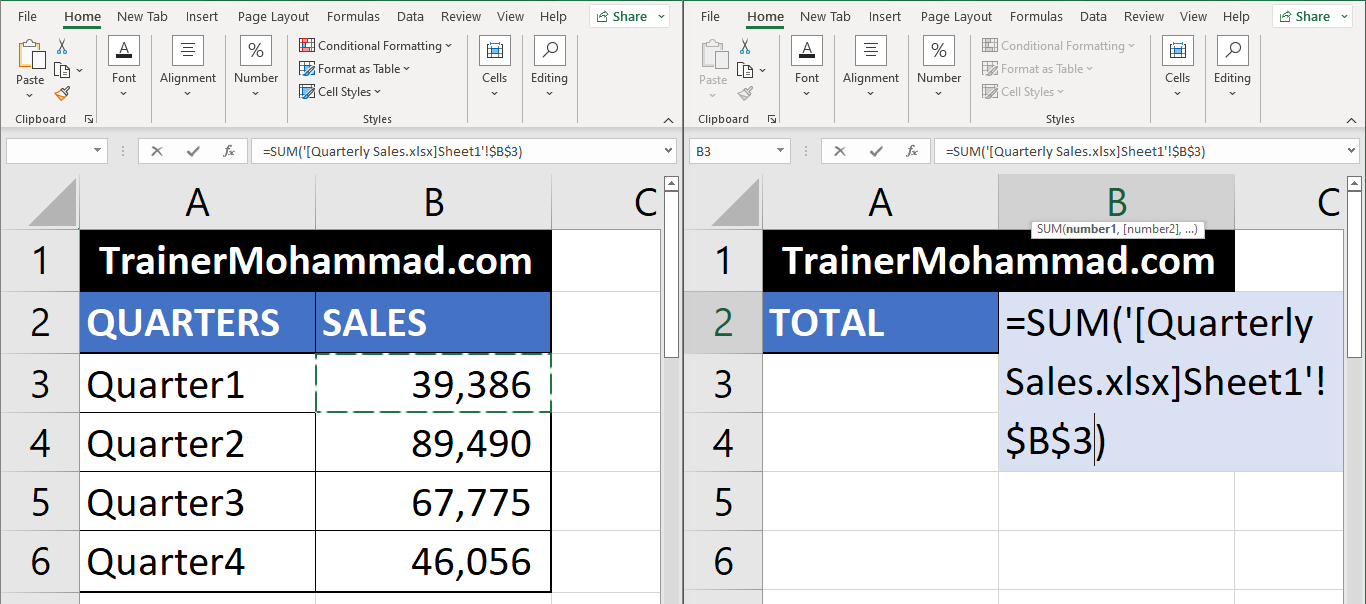 File Home New Tab Insert Page Layout Formulas Data Review View Help Share
Paste Font Alignment Number Conditional Formatting Cells Editing
Format as Table
Cell Styles
Clipboard Styles
=SUM('[Quarterly Sales.xlsx]Sheet1'!$B$3)
A B C
1 TrainerMohammad.com
2 QUARTERS SALES
3 Quarter1 39,386
4 Quarter2 89,490
5 Quarter3 67,775
6 Quarter4 46,056
File Home New Tab Insert Page Layout Formulas Data Review View Help Share
Paste Font Alignment Number Conditional Formatting Cells Editing
Format as Table
Cell Styles
Clipboard Styles
B3 =SUM('[Quarterly Sales.xlsx]Sheet1'!$B$3)
A B C
SUM(number1, [number2], ...)
1 TrainerMohammad.com
2 TOTAL =SUM('[Quarterly
3 Sales.xlsx]Sheet1'!
4 $B$3)
5
6